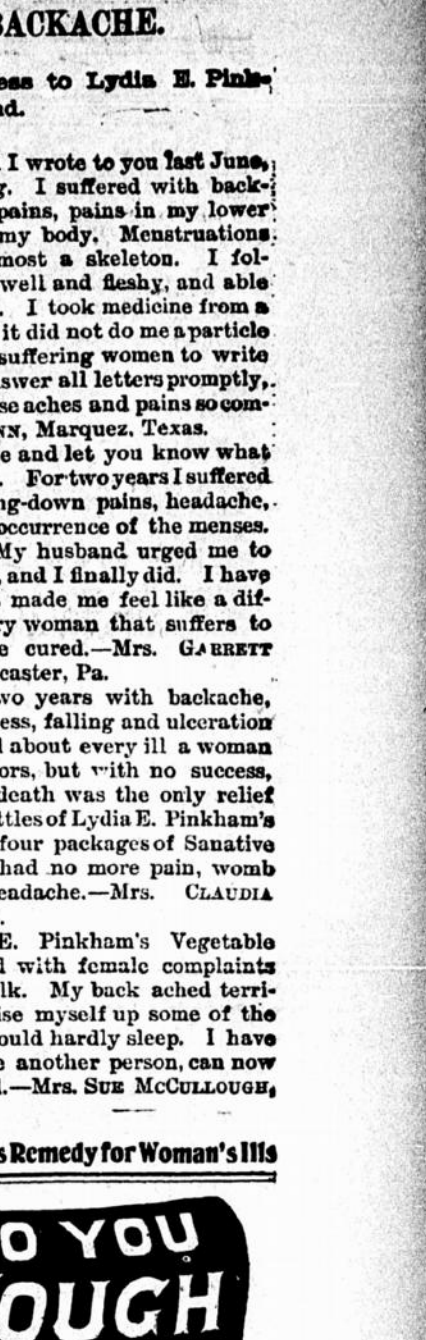 BACKACHE.
ess to Lydia E. Pink-
nd.
I wrote to you last June,
g. I suffered with back-
pains, pains in my lower
my body. Menstruations
most a skeleton. I fol-
well and fleshy, and able
. I took medicine from a
it did not do me a particle
suffering women to write
swer all letters promptly,
se aches and pains so com-
NN, Marquez, Texas.
e and let you know what
. For two years I suffered
ng-down pains, headache,
occurrence of the menses.
My husband urged me to
, and I finally did. I have
made me feel like a dif-
ry woman that suffers to
e cured.—Mrs. GARRETT
caster, Pa.
wo years with backache,
ess, falling and ulceration
l about every ill a woman
ors, but with no success,
death was the only relief
ttles of Lydia E. Pinkham's
four packages of Sanative
had no more pain, womb
eadache.—Mrs. CLAUDIA
.
E. Pinkham's Vegetable
d with female complaints
lk. My back ached terri-
ise myself up some of the
ould hardly sleep. I have
e another person, can now
l.—Mrs. SUE McCULLOUGH,
s Remedy for Woman's Ills
O YOU
OUGH